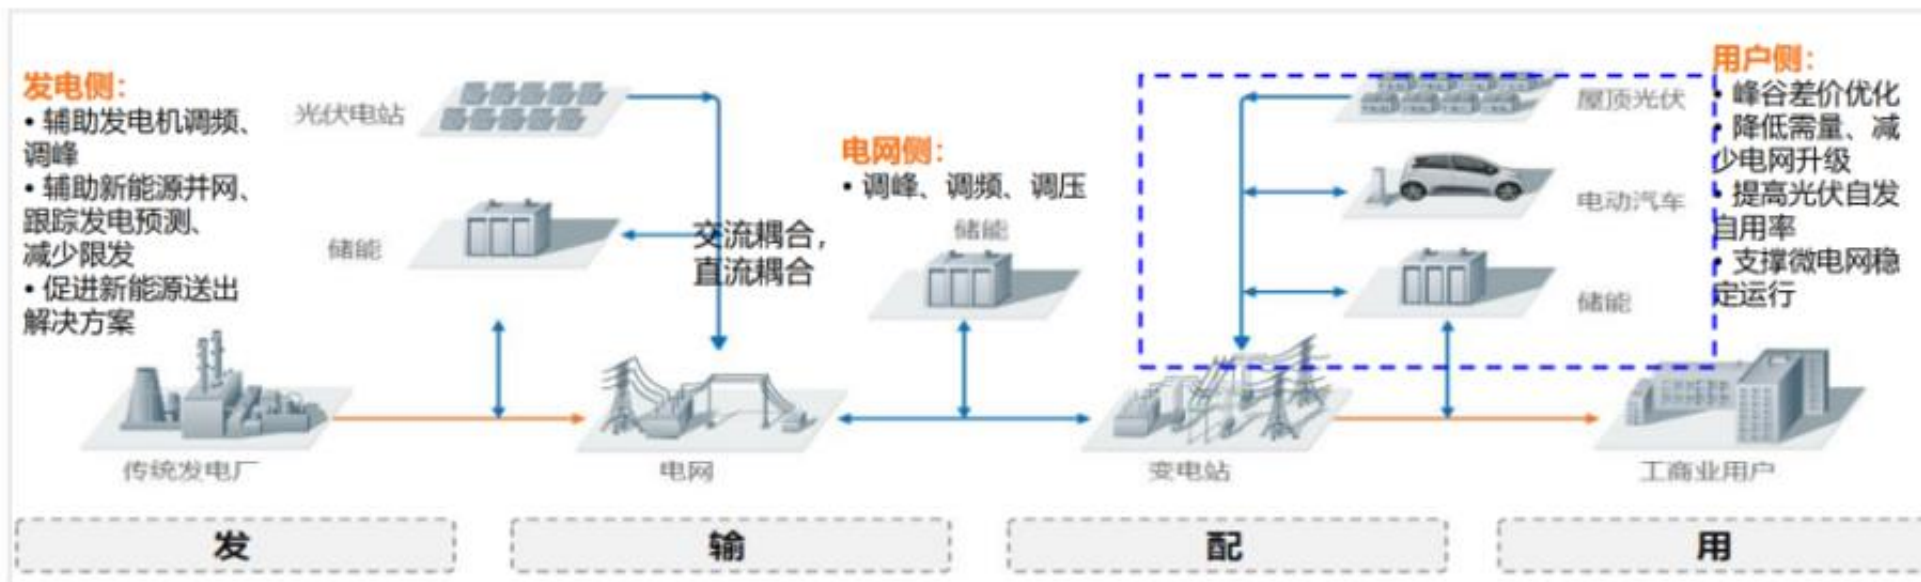 发电侧：
• 辅助发电机调频、
调峰
• 辅助新能源并网、
跟踪发电预测、
减少限发
• 促进新能源送出
解决方案
光伏电站
储能
交流耦合，
直流耦合
电网侧：
• 调峰、调频、调压
储能
屋顶光伏
电动汽车
储能
用户侧：
• 峰谷差价优化
• 降低需量、减
少电网升级
• 提高光伏自发
自用率
• 支撑微电网稳
定运行
传统发电厂
电网
变电站
工商业用户
发
输
配
用